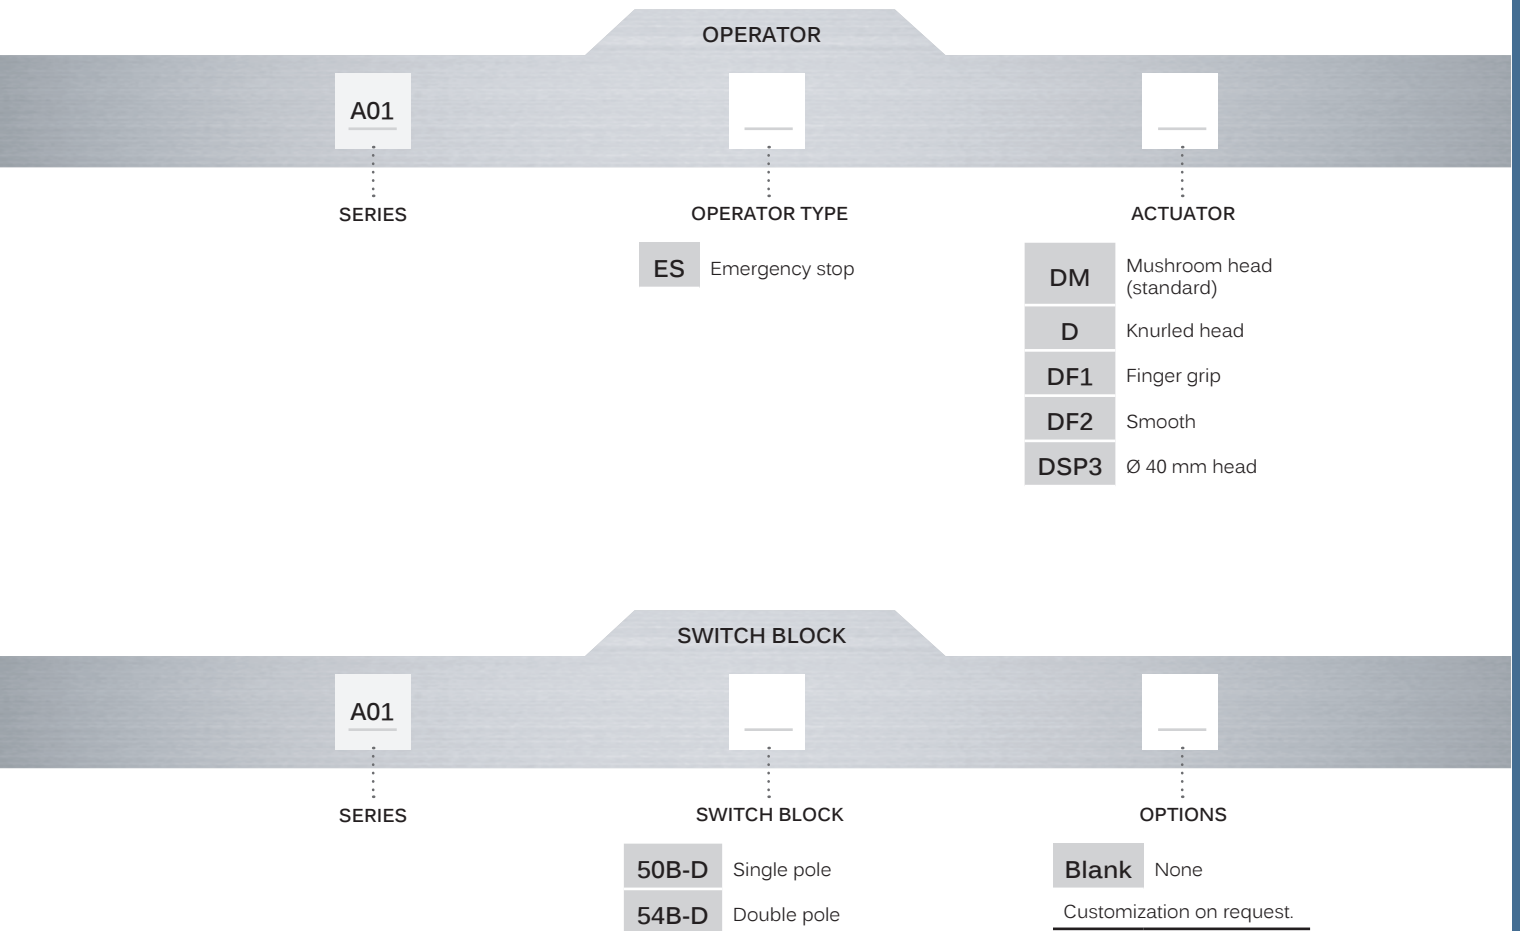 OPERATOR
A01
SERIES
OPERATOR TYPE
ACTUATOR
ES Emergency stop
DM Mushroom head
(standard)
D Knurled head
DF1 Finger grip
DF2 Smooth
DSP3 Ø 40 mm head
SWITCH BLOCK
A01
SERIES
SWITCH BLOCK
OPTIONS
50B-D Single pole
54B-D Double pole
Blank None
Customization on request.